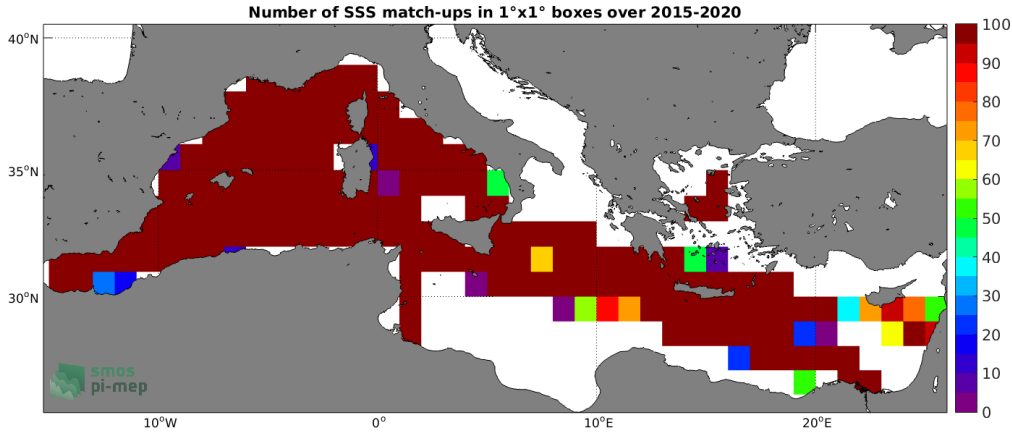 Number of SSS match-ups in 1°x1° boxes over 2015-2020
40°N
35°N
30°N
10°W
0°
10°E
20°E
100
90
80
70
60
50
40
30
20
10
0
smos
pi-mep